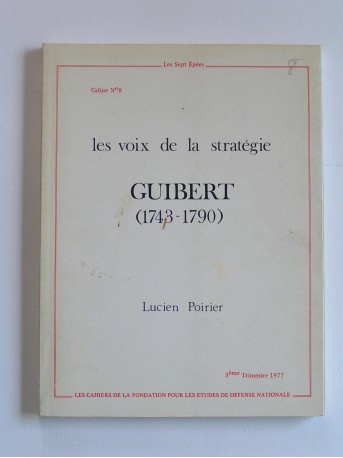 Les Sept Epées
8
Cahier N° 8
les voix de la stratégie
GUIBERT
(1743-1790)
Lucien Poirier
3ème Trimestre 1977
LES CAHIERS DE LA FONDATION POUR LES ETUDES DE DEFENSE NATIONALE